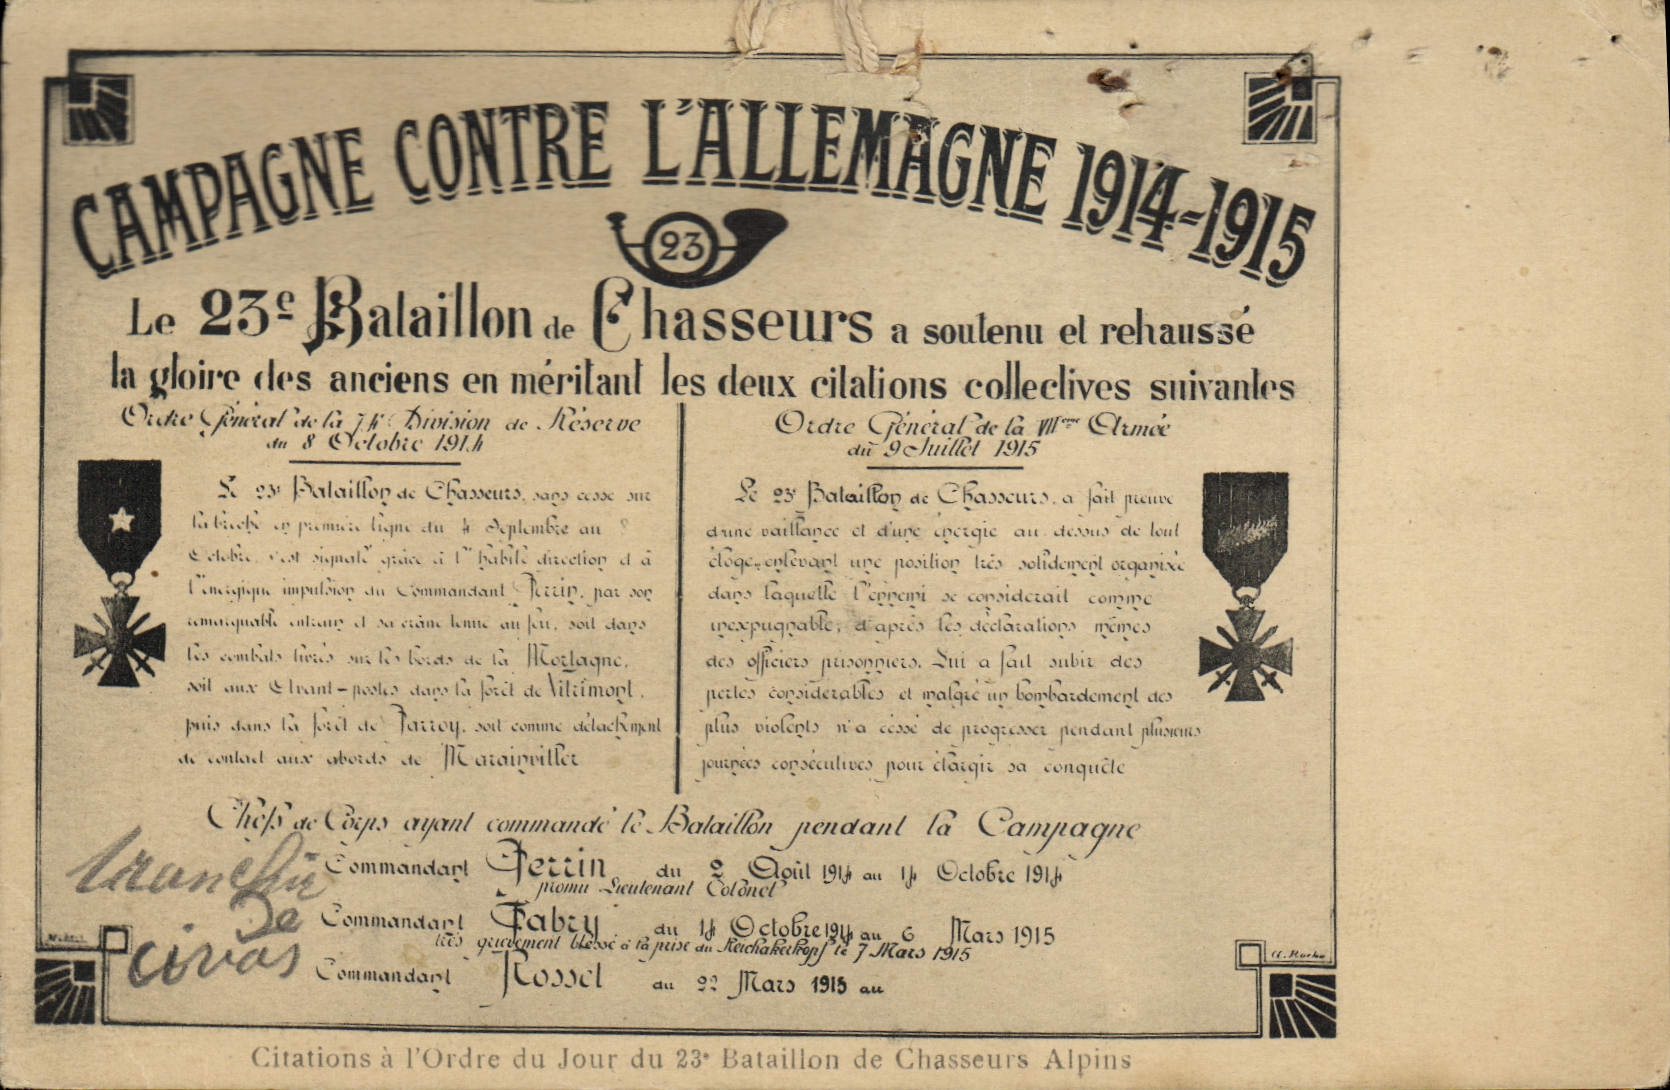 CAMPAGNE CONTRE L'ALLEMAGNE 1914-1915
23
Le 23e Bataillon de Chasseurs a soutenu et rehaussé
la gloire des anciens en méritant les deux citations collectives suivantes
Ordre Général de la 74e Division de Réserve
du 8 Octobre 1914
Le 23e Bataillon de Chasseurs, sans cesse sur
la brèche en première ligne du 4 Septembre au 8
Octobre, s'est signalé grâce à l'habile direction et à
l'énergique impulsion du Commandant Ferrin, par son
remarquable entrain et sa crâne tenue au feu, soit dans
les combats livrés sur les bords de la Mortagne,
soit aux Avant-postes dans la forêt de Vitrimont,
puis dans la forêt de Parroy, soit comme détachement
de contact aux abords de Marainviller
Ordre Général de la VIIème Armée
du 9 Juillet 1915
Le 23e Bataillon de Chasseurs, a fait preuve
d'une vaillance et d'une énergie au dessus de tout
éloge, enlevant une position très solidement organisée
dans laquelle l'ennemi se considérait comme
inexpugnable, d'après les déclarations mêmes
des officiers prisonniers. Lui a fait subir des
pertes considérables et malgré un bombardement des
plus violents n'a cessé de progresser pendant plusieurs
journées consécutives pour élargir sa conquête
Chefs de Corps ayant commandé le Bataillon pendant la Campagne
Commandant Ferrin du 2 Août 1914 au 14 Octobre 1914
promu Lieutenant Colonel
Commandant Fabry du 14 Octobre 1914 au 6 Mars 1915
très grièvement blessé à la prise du Reichakerkopf le 7 Mars 1915
Commandant Rosset du 22 Mars 1915 au
De
civas
Citations à l'Ordre du Jour du 23e Bataillon de Chasseurs Alpins